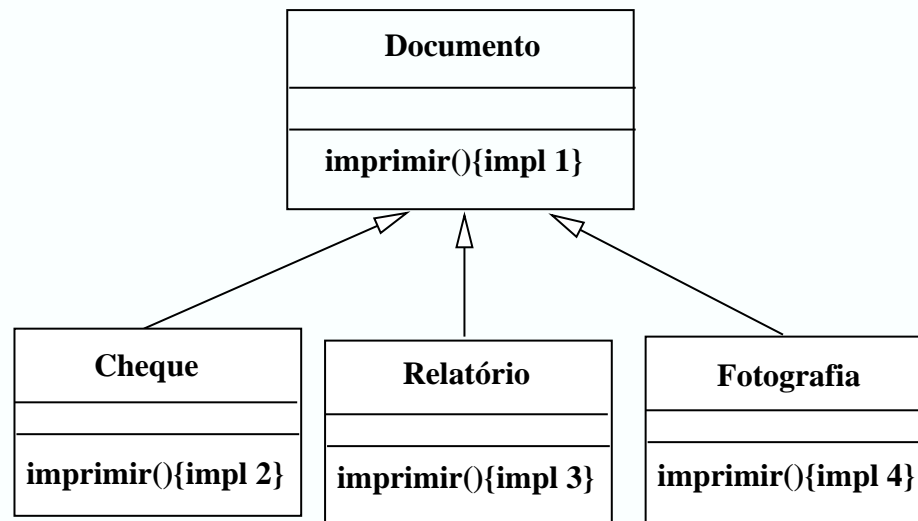 Documento
imprimir(){impl 1}
Cheque
imprimir(){impl 2}
Relatório
imprimir(){impl 3}
Fotografia
imprimir(){impl 4}